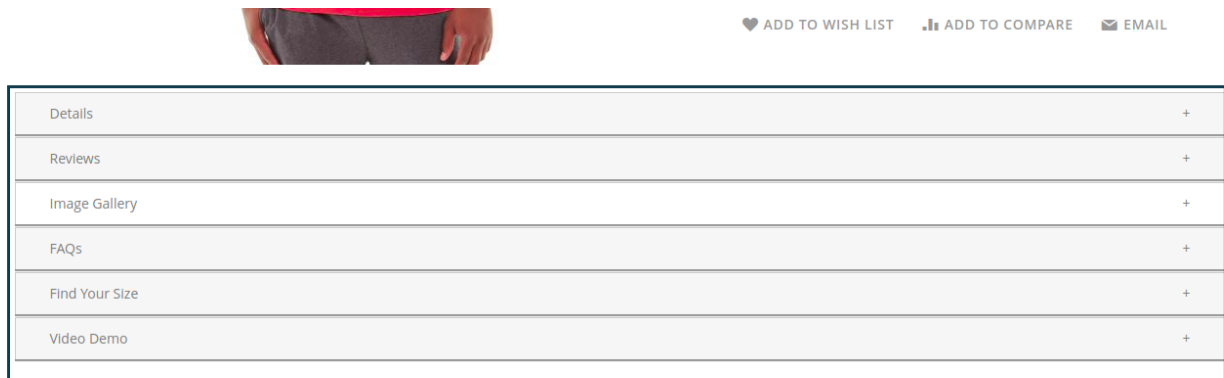 ADD TO WISH LIST ADD TO COMPARE EMAIL
Details +
Reviews +
Image Gallery +
FAQs +
Find Your Size +
Video Demo +